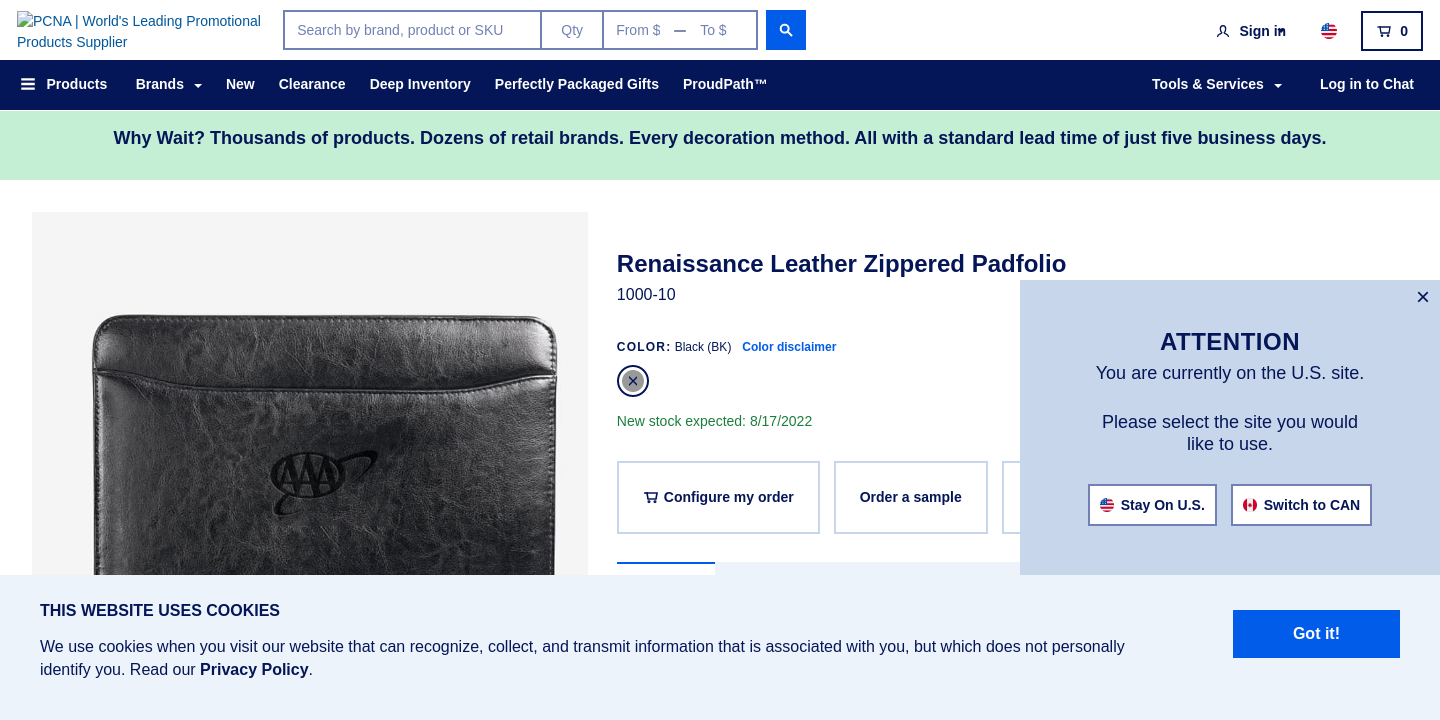 PCNA | World's Leading Promotional
Products Supplier
Search by brand, product or SKU
Qty
From $ — To $
Sign in
0
Products
Brands
New
Clearance
Deep Inventory
Perfectly Packaged Gifts
ProudPath™
Tools & Services
Log in to Chat
Why Wait? Thousands of products. Dozens of retail brands. Every decoration method. All with a standard lead time of just five business days.
AAA
Renaissance Leather Zippered Padfolio
1000-10
COLOR: Black (BK) Color disclaimer
New stock expected: 8/17/2022
Configure my order
Order a sample
ATTENTION
You are currently on the U.S. site.
Please select the site you would
like to use.
Stay On U.S.
Switch to CAN
THIS WEBSITE USES COOKIES
We use cookies when you visit our website that can recognize, collect, and transmit information that is associated with you, but which does not personally
identify you. Read our Privacy Policy.
Got it!